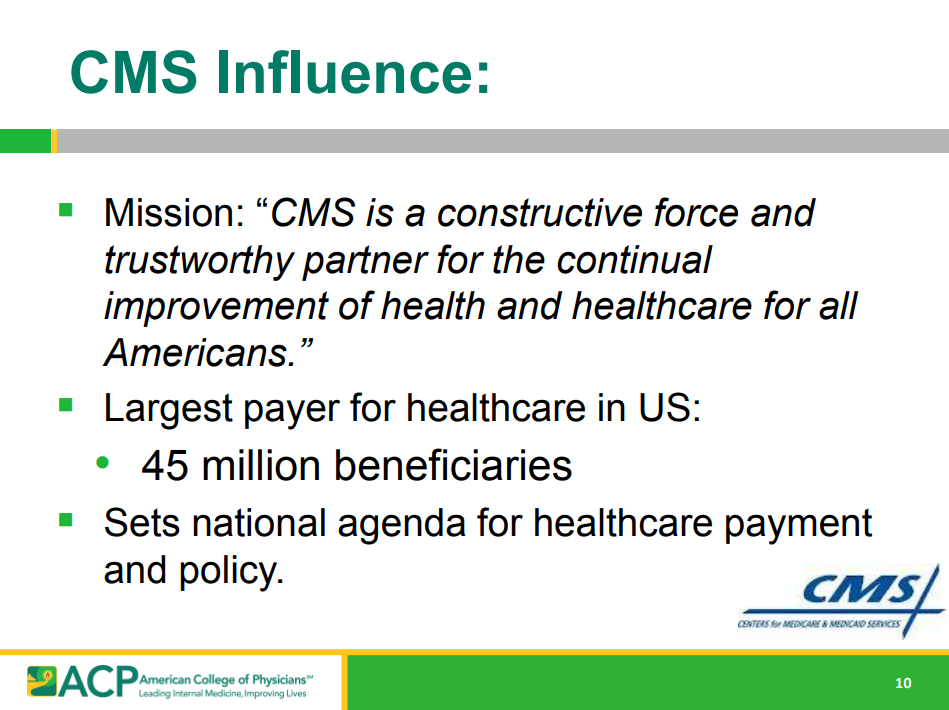 CMS Influence:
Mission: “CMS is a constructive force and
trustworthy partner for the continual
improvement of health and healthcare for all
Americans.”
Largest payer for healthcare in US:
45 million beneficiaries
Sets national agenda for healthcare payment
and policy.
CMS
CENTERS for MEDICARE & MEDICAID SERVICES
ACP American College of Physicians℠
Leading Internal Medicine, Improving Lives
10